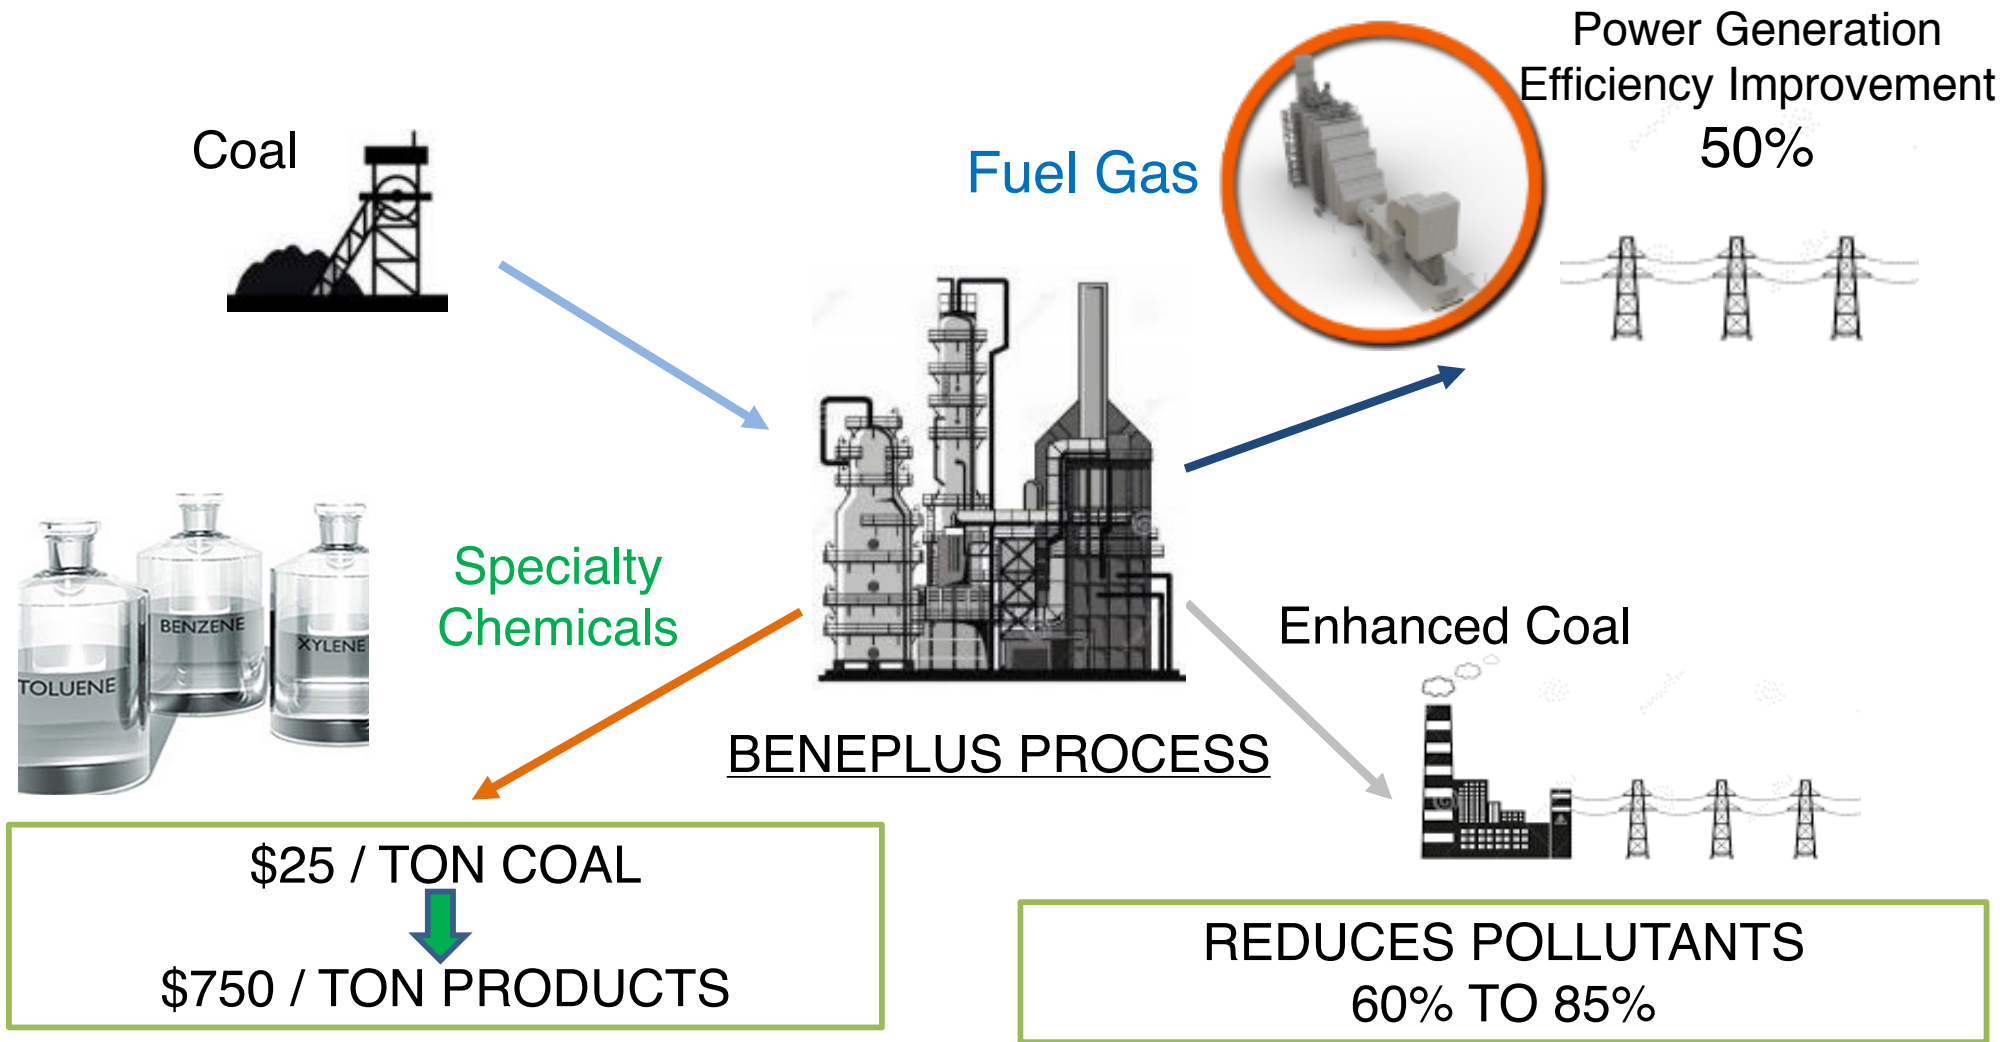 Power Generation
Efficiency Improvement
50%
Coal
Fuel Gas
Specialty
Chemicals
BENZENE
XYLENE
TOLUENE
Enhanced Coal
BENEPLUS PROCESS
$25 / TON COAL
$750 / TON PRODUCTS
REDUCES POLLUTANTS
60% TO 85%